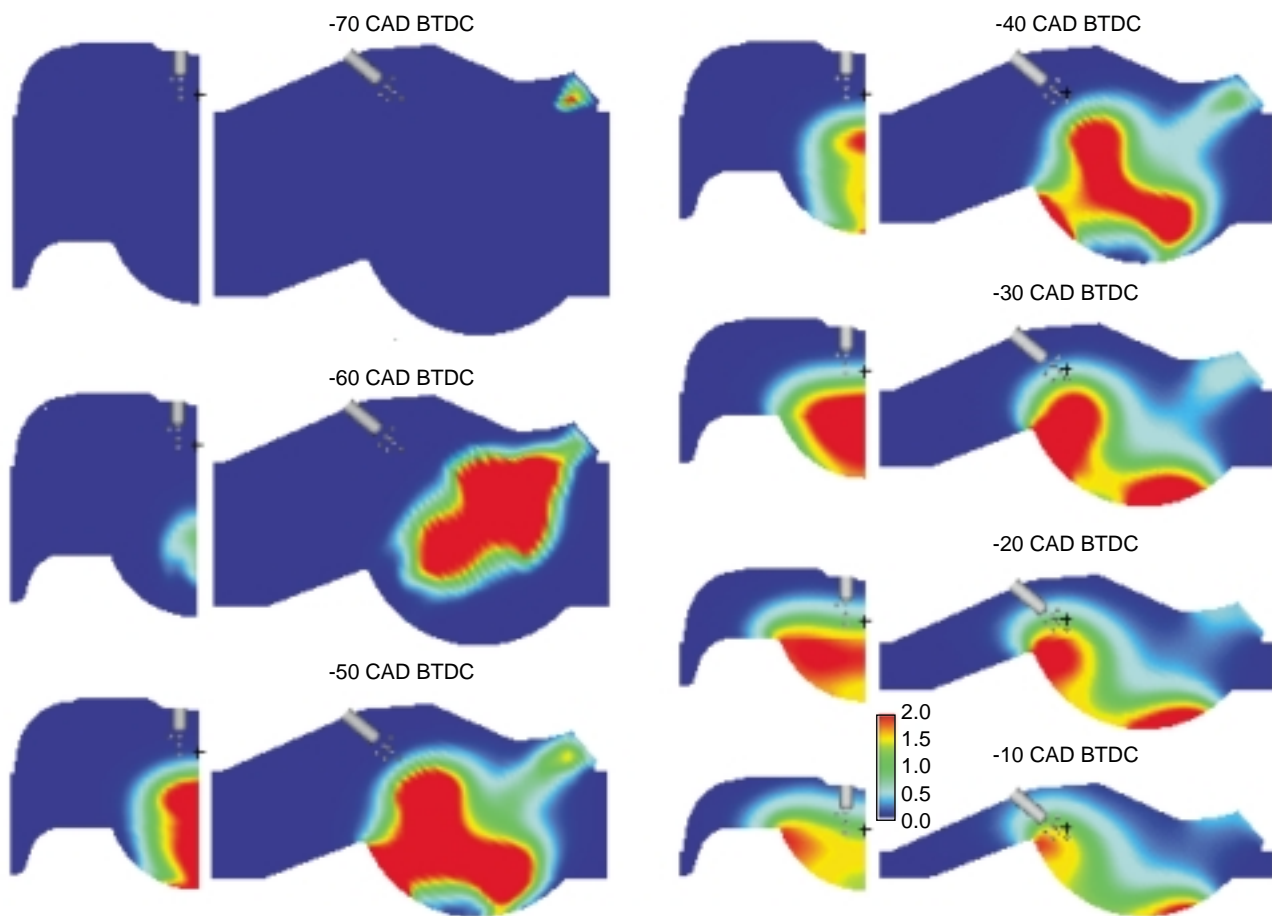 -70 CAD BTDC
-60 CAD BTDC
-50 CAD BTDC
-40 CAD BTDC
-30 CAD BTDC
-20 CAD BTDC
2.0
1.5
1.0
0.5
0.0
-10 CAD BTDC